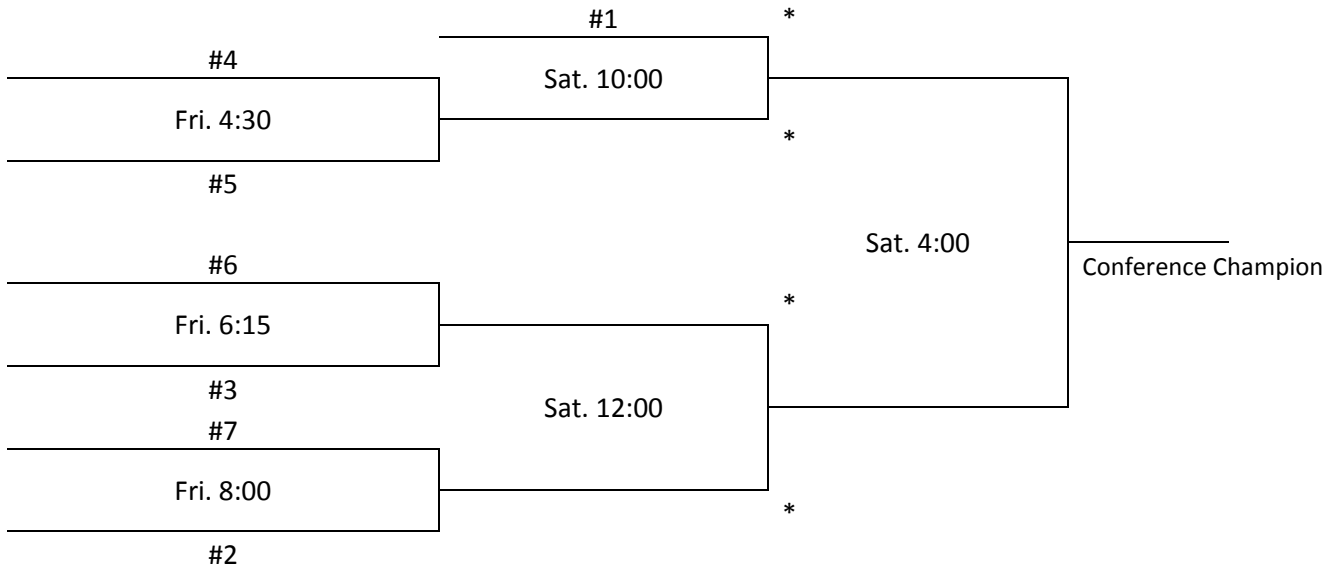 #1
*
#4
Sat. 10:00
Fri. 4:30
*
#5
Sat. 4:00
#6
Conference Champion
*
Fri. 6:15
#3
Sat. 12:00
#7
Fri. 8:00
*
#2